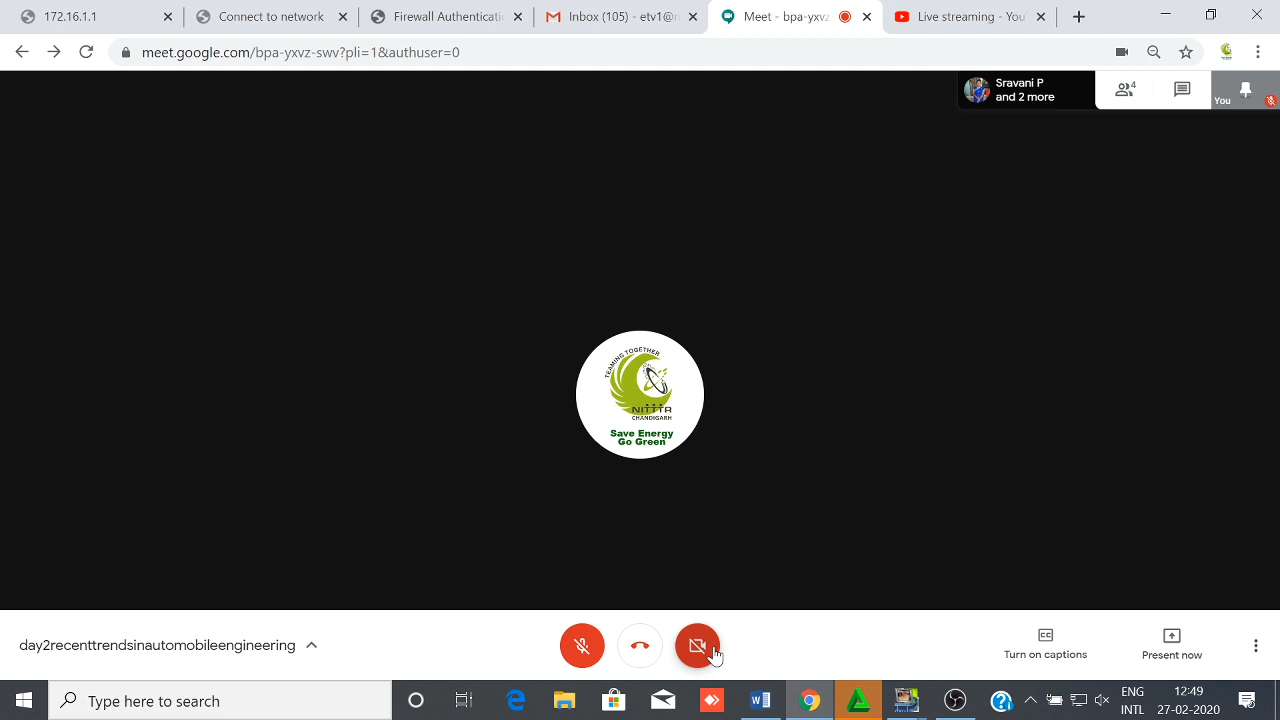 172.16.1.1
Connect to network
Firewall Authenticati
Inbox (105) etv1@n
Meet - bpa-yxvz
Live streaming - You
meet.google.com/bpa-yxvz-swv?pli=1&authuser=0
Sravani P
and 2 more
4
You
TEAMING TOGETHER
NITTTR
CHANDIGARH
Save Energy
Go Green
day2recenttrendsinautomobileengineering
CC
Turn on captions
Present now
Type here to search
ENG
INTL
12:49
27-02-2020